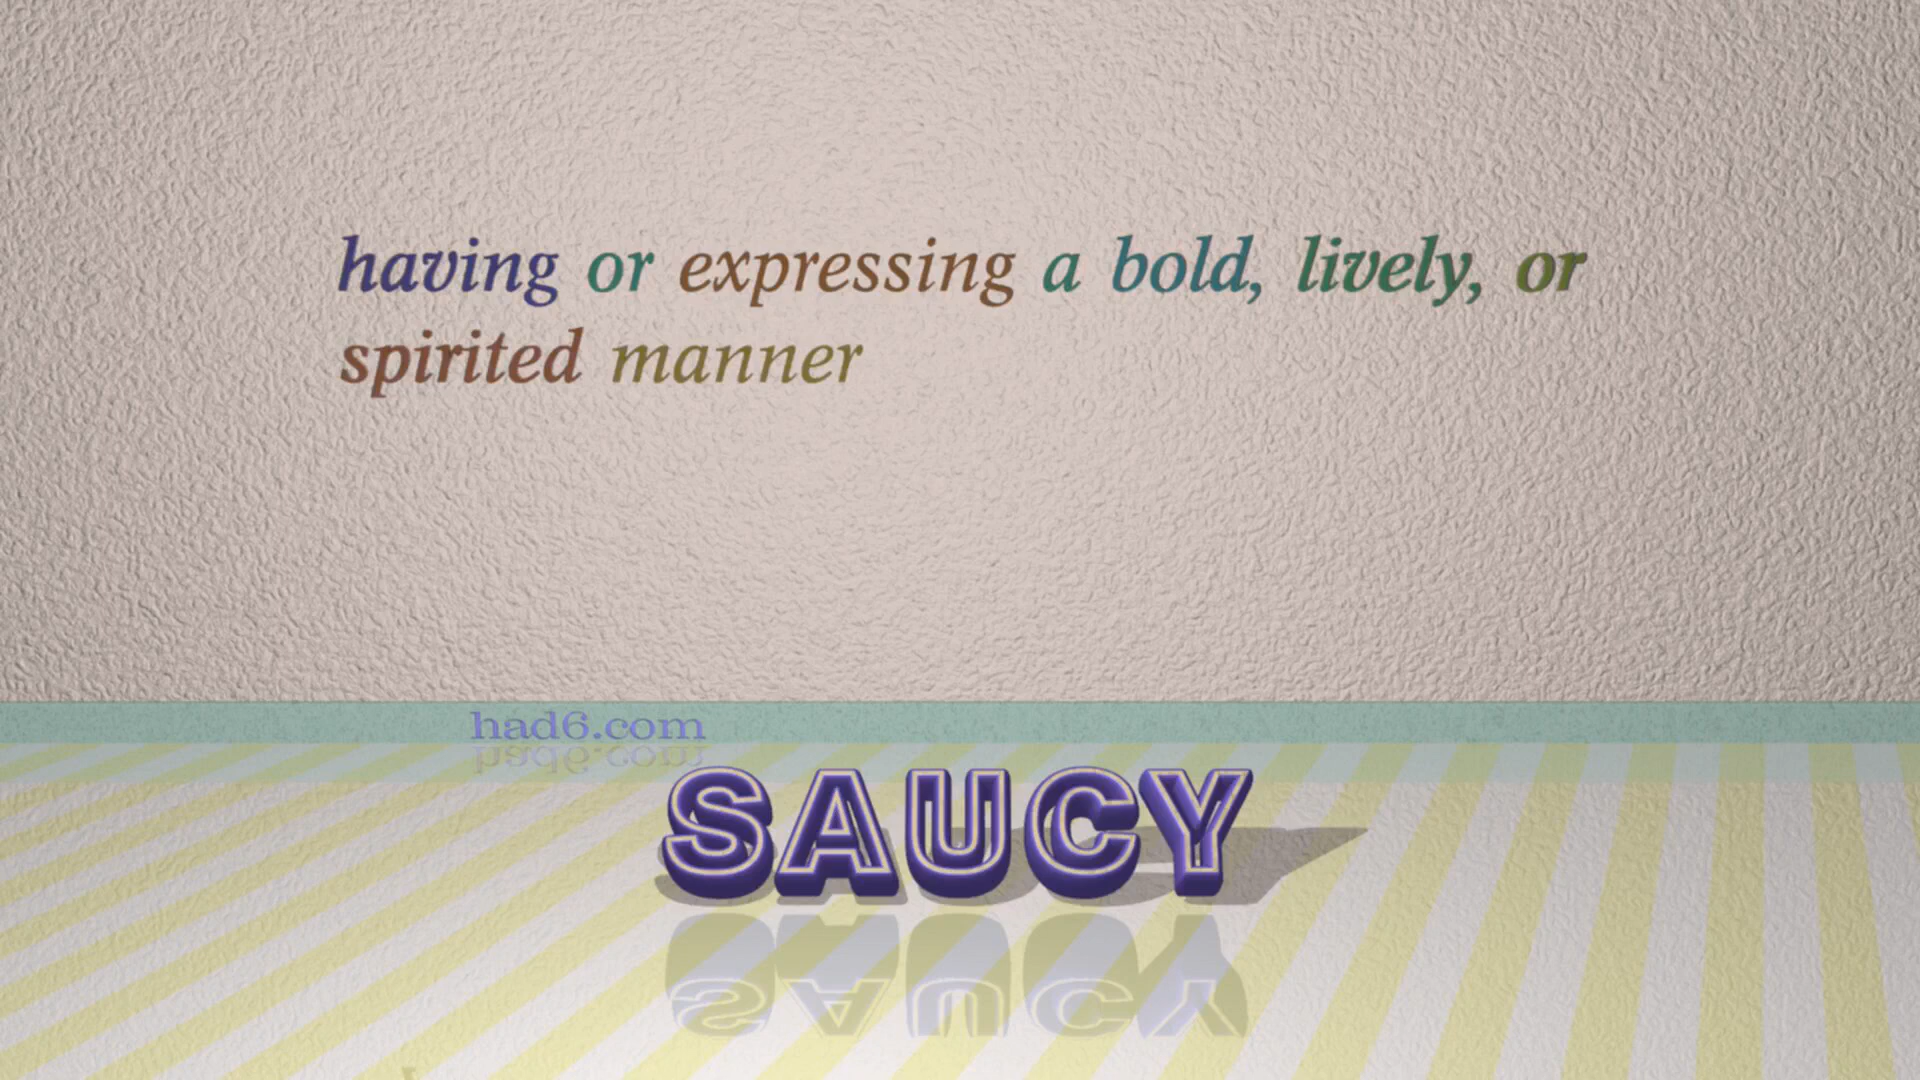 having or expressing a bold, lively, or
spirited manner
had6.com
SAUCY